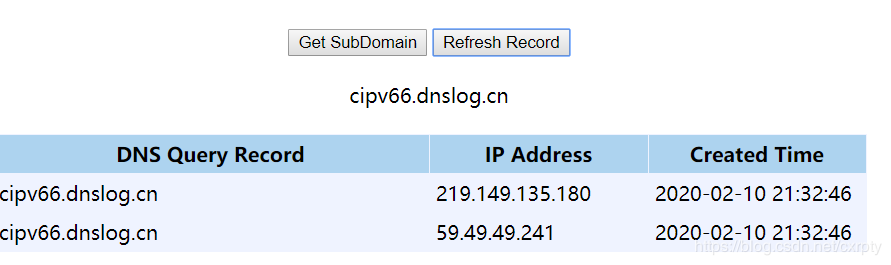 Get SubDomain Refresh Record
cipv66.dnslog.cn
DNS Query Record IP Address Created Time
cipv66.dnslog.cn 219.149.135.180 2020-02-10 21:32:46
cipv66.dnslog.cn 59.49.49.241 2020-02-10 21:32:46
https://blog.csdn.net/cxrpty